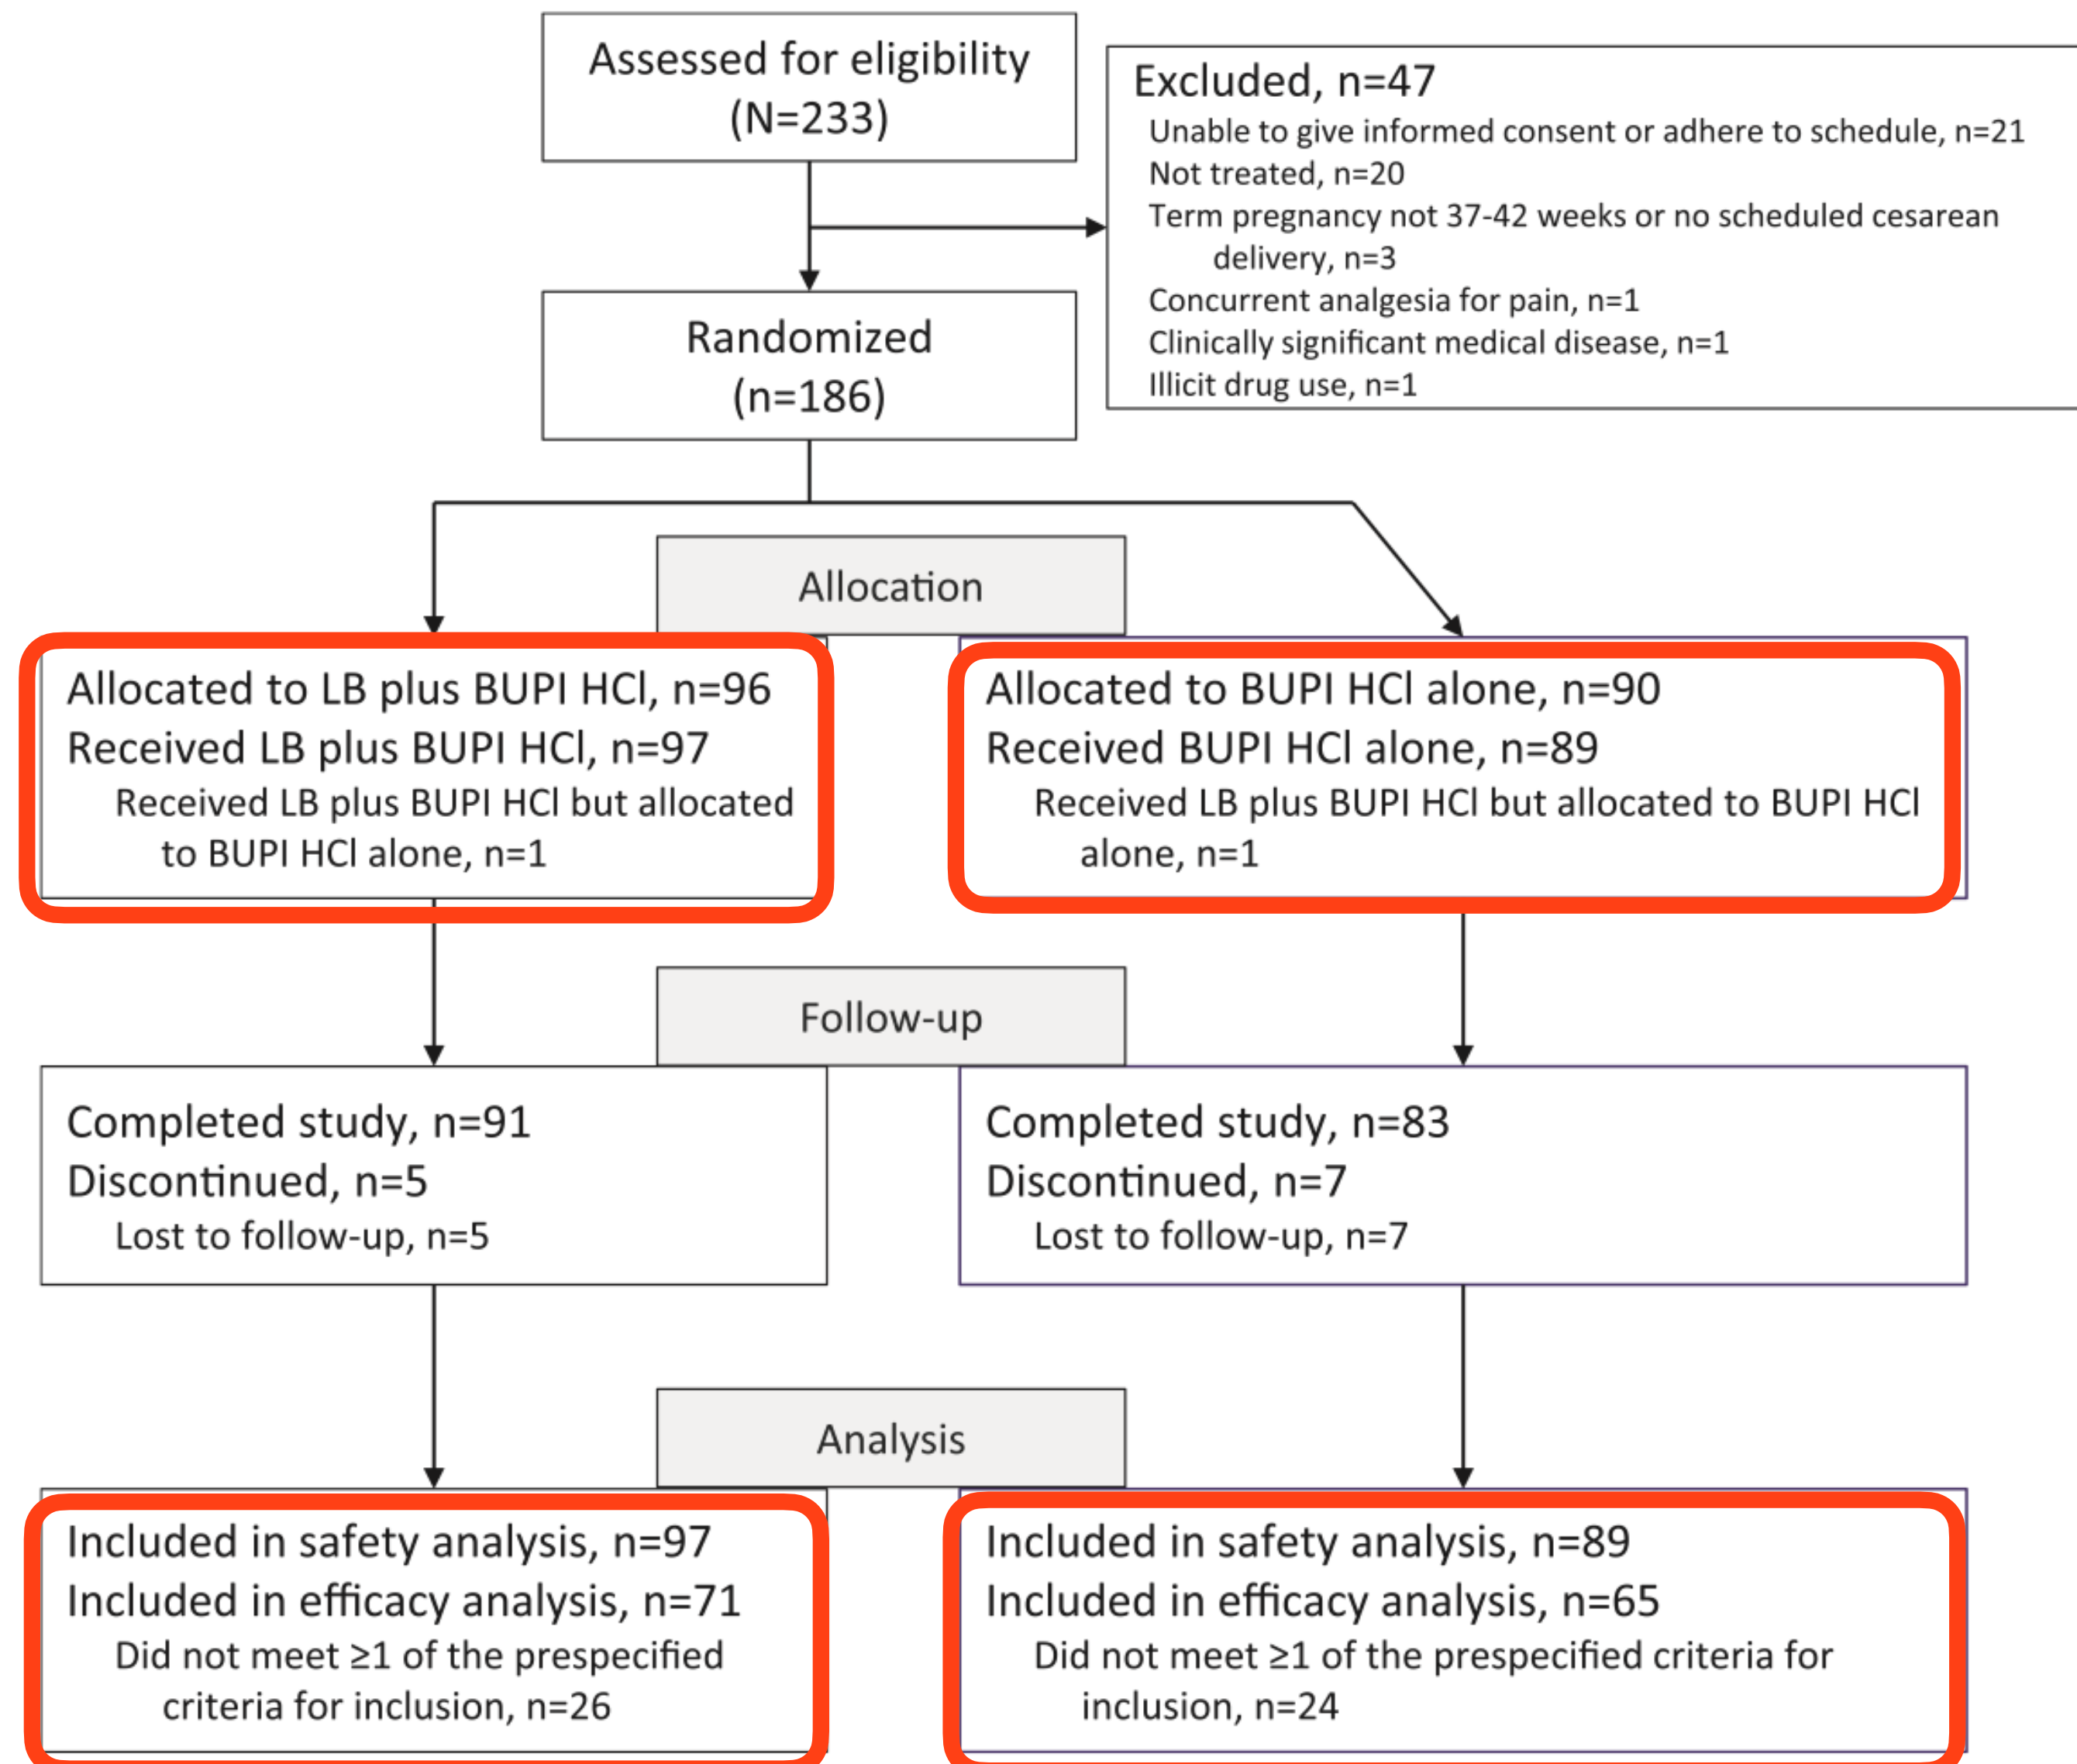 Assessed for eligibility
(N=233)
Excluded, n=47
Unable to give informed consent or adhere to schedule, n=21
Not treated, n=20
Term pregnancy not 37-42 weeks or no scheduled cesarean
delivery, n=3
Concurrent analgesia for pain, n=1
Clinically significant medical disease, n=1
Illicit drug use, n=1
Randomized
(n=186)
Allocation
Allocated to LB plus BUPI HCl, n=96
Received LB plus BUPI HCl, n=97
Received LB plus BUPI HCl but allocated
to BUPI HCl alone, n=1
Allocated to BUPI HCl alone, n=90
Received BUPI HCl alone, n=89
Received LB plus BUPI HCl but allocated to BUPI HCl
alone, n=1
Follow-up
Completed study, n=91
Discontinued, n=5
Lost to follow-up, n=5
Completed study, n=83
Discontinued, n=7
Lost to follow-up, n=7
Analysis
Included in safety analysis, n=97
Included in efficacy analysis, n=71
Did not meet ≥1 of the prespecified
criteria for inclusion, n=26
Included in safety analysis, n=89
Included in efficacy analysis, n=65
Did not meet ≥1 of the prespecified criteria for
inclusion, n=24